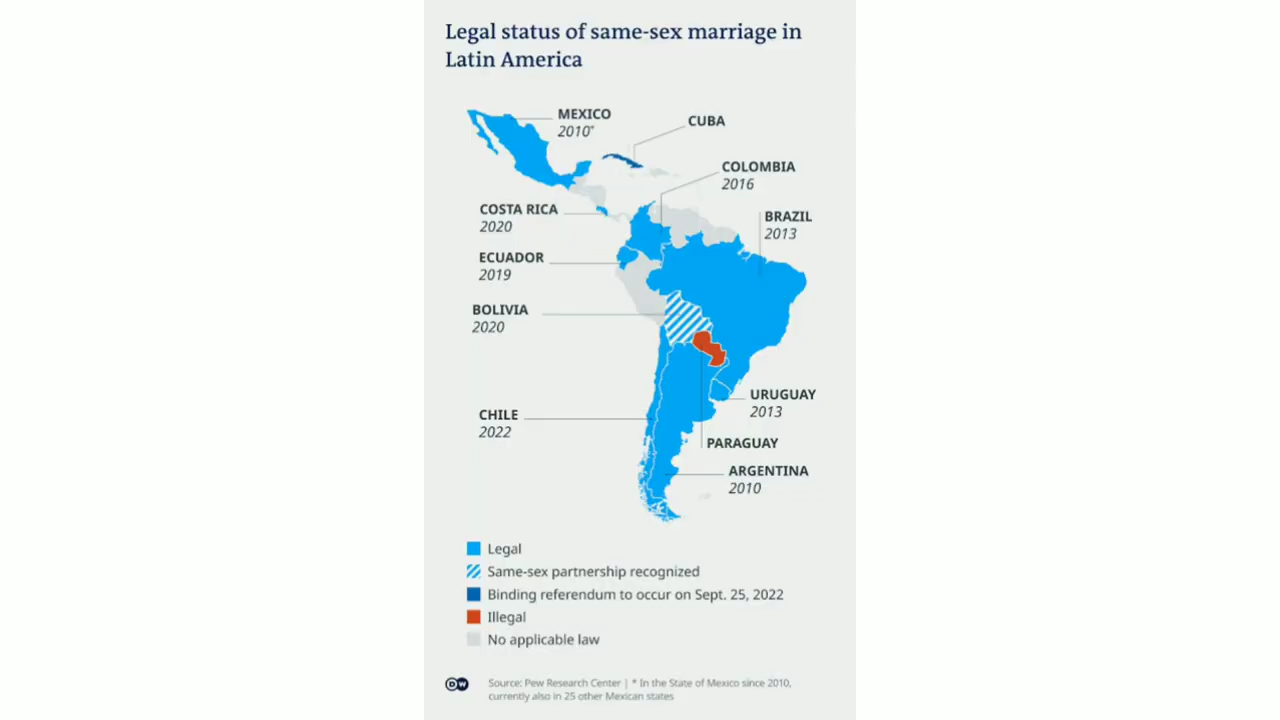 Legal status of same-sex marriage in
Latin America
MEXICO
2010*
CUBA
COLOMBIA
2016
COSTA RICA
2020
BRAZIL
2013
ECUADOR
2019
BOLIVIA
2020
URUGUAY
2013
CHILE
2022
PARAGUAY
ARGENTINA
2010
Legal
Same-sex partnership recognized
Binding referendum to occur on Sept. 25, 2022
Illegal
No applicable law
DW
Source: Pew Research Center | * In the State of Mexico since 2010,
currently also in 25 other Mexican states